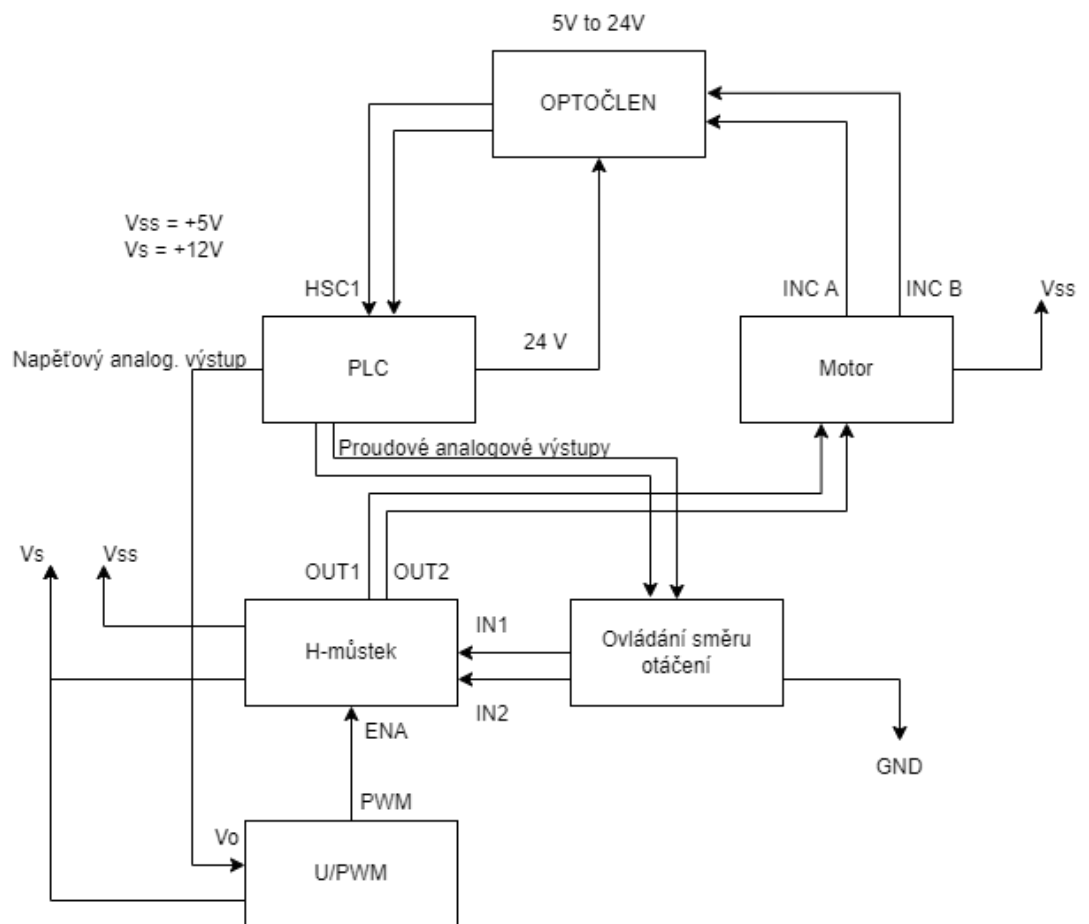 5V to 24V
OPTOČLEN
Vss = +5V
Vs = +12V
HSC1
INC A
INC B
Vss
Napěťový analog. výstup
PLC
24 V
Motor
Proudové analogové výstupy
Vs
Vss
OUT1
OUT2
H-můstek
IN1
IN2
Ovládání směru
otáčení
ENA
GND
PWM
Vo
U/PWM